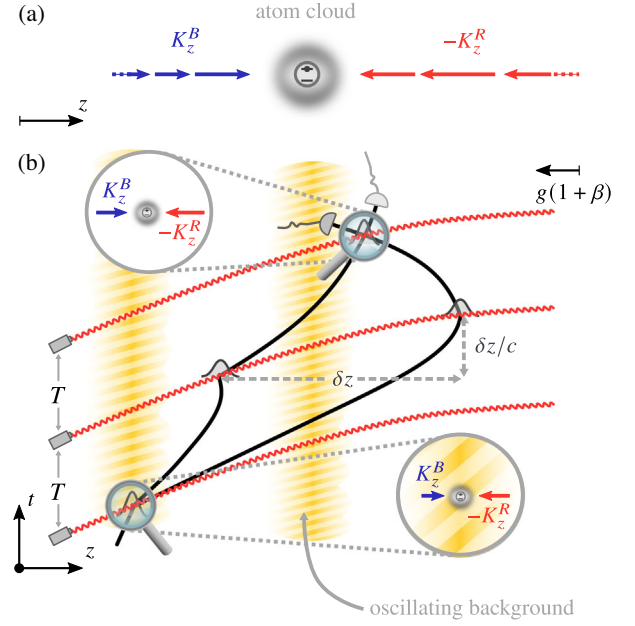 (a)
atom cloud
K_z^B
−K_z^R
z
(b)
K_z^B
−K_z^R
g(1 + β)
δz/c
δz
T
T
K_z^B
−K_z^R
t
z
oscillating background